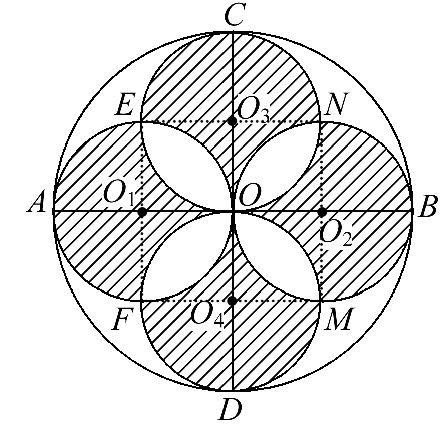 C
E O₃ N
A O₁ O B
O₂
F O₄ M
D